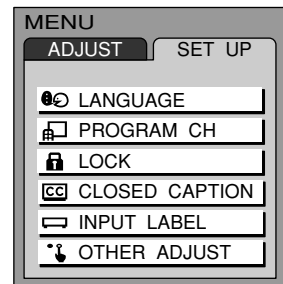 MENU
ADJUST SET UP
LANGUAGE
PROGRAM CH
LOCK
CC CLOSED CAPTION
INPUT LABEL
OTHER ADJUST